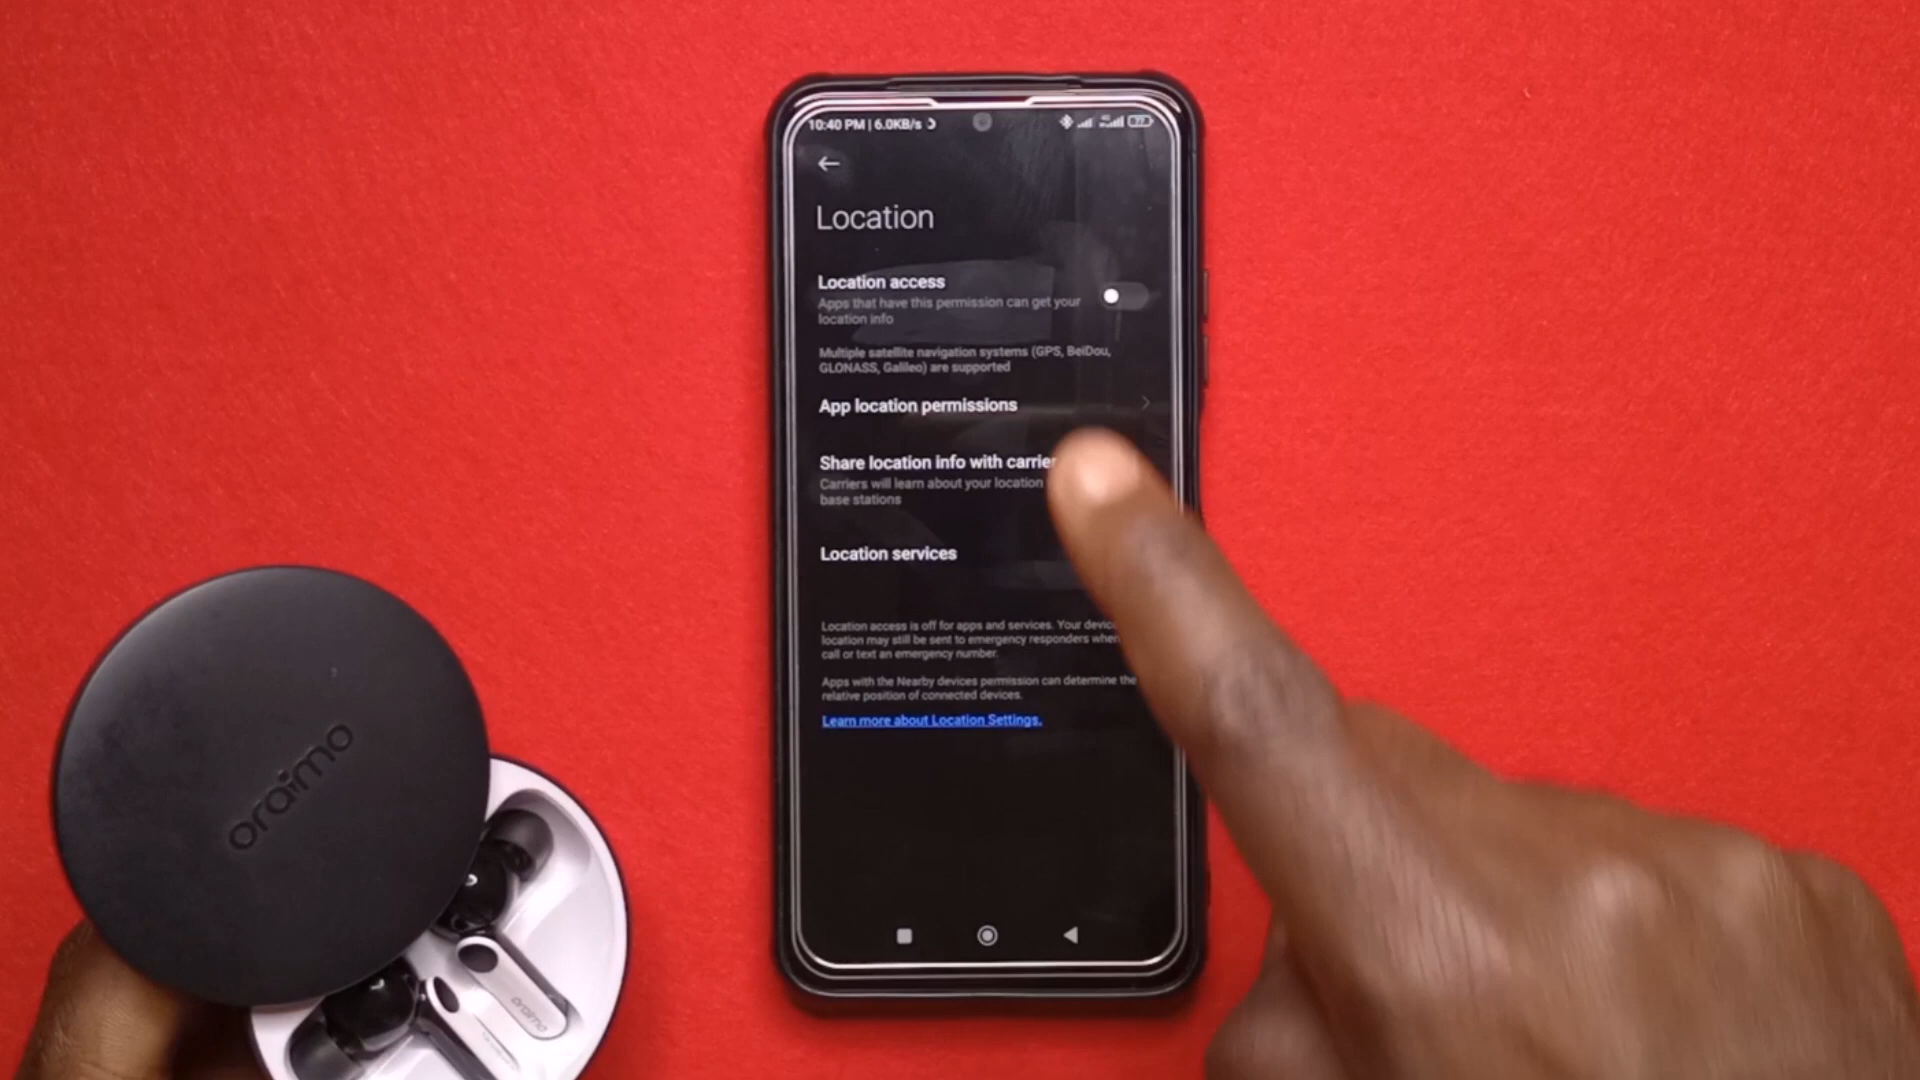 10:40 PM | 6.0KB/s
4G
77
Location
Location access
Apps that have this permission can get your
location info
Multiple satellite navigation systems (GPS, BeiDou,
GLONASS, Galileo) are supported
App location permissions
Share location info with carrier
Carriers will learn about your location
base stations
Location services
Location access is off for apps and services. Your
location may still be sent to emergency responders when
call or text an emergency number.
Apps with the Nearby devices permission can determine the
relative position of connected devices.
Learn more about Location Settings.
oraimo
oraimo